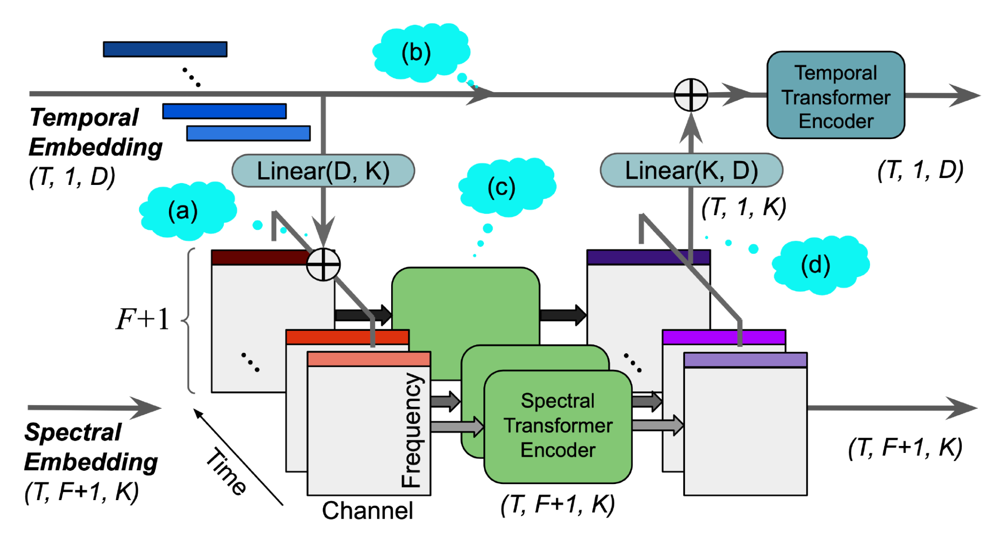 (b)
Temporal
Transformer
Encoder
Temporal
Embedding
(T, 1, D)
Linear(D, K)
(c)
Linear(K, D)
(T, 1, D)
(a)
(T, 1, K)
(d)
F+1
Spectral
Transformer
Encoder
Frequency
Spectral
Embedding
(T, F+1, K)
Time
Channel
(T, F+1, K)
(T, F+1, K)